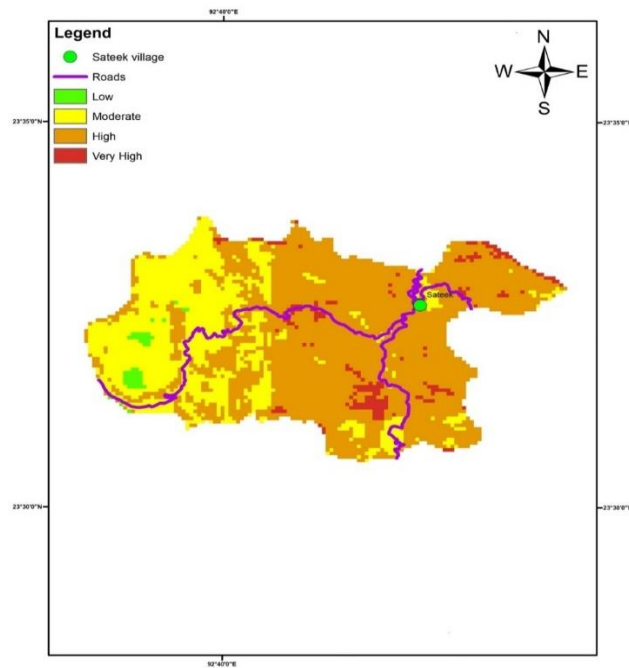 92°40'0"E
Legend
Sateek village
Roads
Low
Moderate
High
Very High
N
W E
S
23°35'0"N 23°35'0"N
Sateek
23°30'0"N 23°30'0"N
92°40'0"E